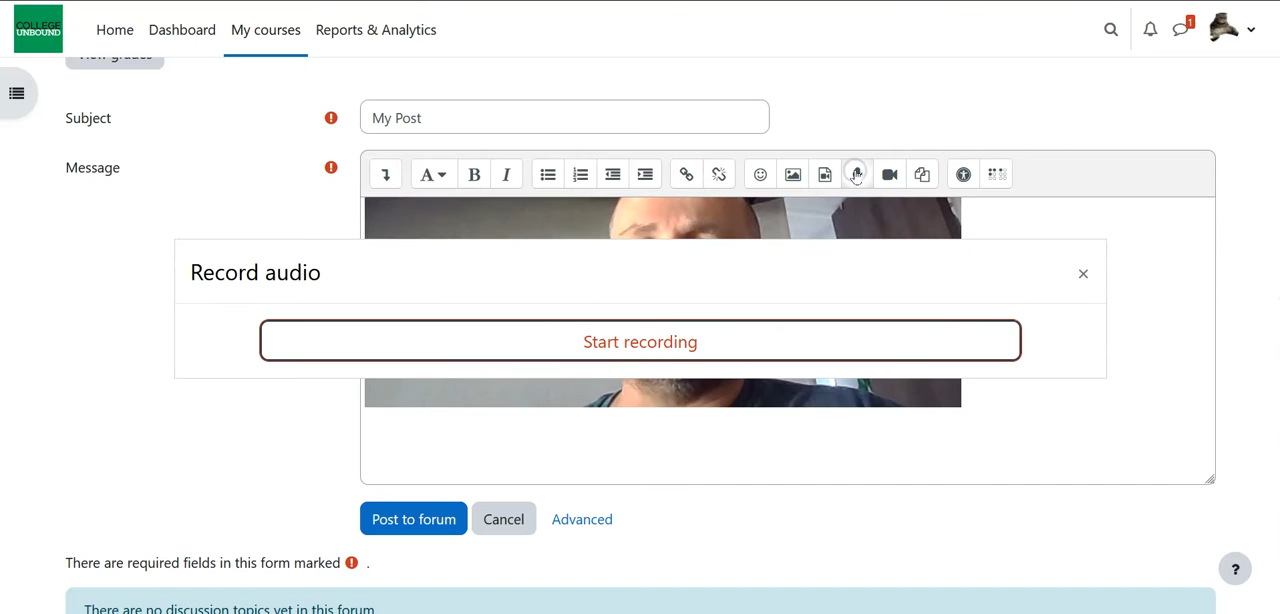 COLLEGE
UNBOUND
Home Dashboard My courses Reports & Analytics
1
View grades
Subject
My Post
Message
A B I
Record audio
×
Start recording
Post to forum Cancel Advanced
There are required fields in this form marked .
?
There are no discussion topics yet in this forum